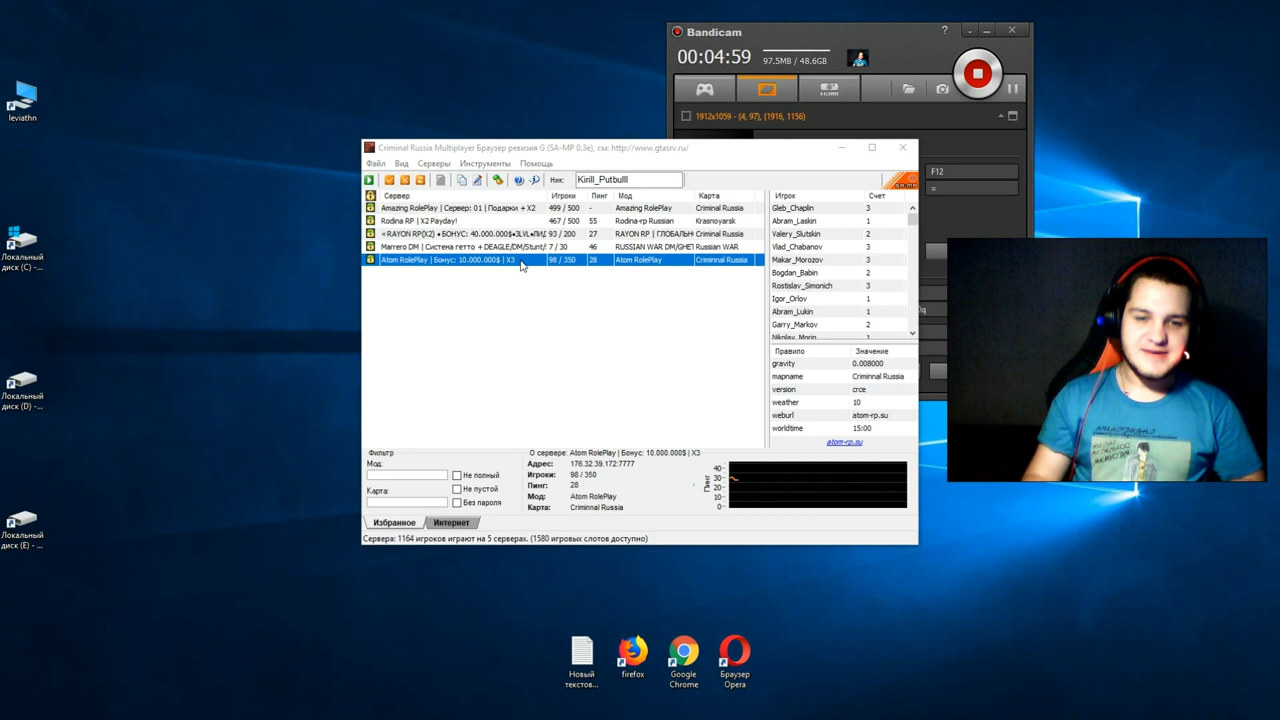 leviathn
Локальный
диск (C) -...
Локальный
диск (D) -...
Локальный
диск (E) -...
Bandicam
?
00:04:59
97.5MB / 48.6GB
HDMI
1912x1059 - (4, 97), (1916, 1156)
F12
=
Criminal Russia Multiplayer Браузер ревизия G (SA-MP 0.3e), см: http://www.gtasrv.ru/
Файл Вид Серверы Инструменты Помощь
Ник: Kirill_Putbulll
SA-MP
Сервер Игроки Пинг Мод Карта
Amazing RolePlay | Сервер: 01 | Подарки + X2 499 / 500 - Amazing RolePlay Criminal Russia
Rodina RP | X2 Payday! 467 / 500 55 Rodina-rp Russian Krasnoyarsk
«RAYON RP(X2) • БОНУС: 40.000.000$•3LVL•ЛИД 93 / 200 27 RAYON RP | ГЛОБАЛЬН Criminal Russia
Marrero DM | Система гетто + DEAGLE/DM/Stunt/ 7 / 30 46 RUSSIAN WAR DM/GHE Russian WAR
Atom RolePlay | Бонус: 10.000.000$ | X3 98 / 350 28 Atom RolePlay Criminnal Russia
Игрок Счет
Gleb_Chaplin 3
Abram_Laskin 2
Valery_Slutskin 2
Vlad_Chabanov 3
Makar_Morozov 3
Bogdan_Babin 2
Rostislav_Simonich 3
Igor_Orlov 1
Abram_Lukin 1
Garry_Markov 2
Nikolay_Morin 1
Правило Значение
gravity 0.008000
mapname Criminnal Russia
version crce
weather 10
weburl atom-rp.su
worldtime 15:00
atom-rp.su
Фильтр
Мод:
Не полный
Не пустой
Карта:
Без пароля
О сервере: Atom RolePlay | Бонус: 10.000.000$ | X3
Адрес: 176.32.39.172:7777
Игроки: 98 / 350
Пинг: 28
Мод: Atom RolePlay
Карта: Criminnal Russia
Пинг
40
30
20
10
0
Избранное Интернет
Сервера: 1164 игроков играют на 5 серверах. (1580 игровых слотов доступно)
Новый
текстов...
firefox
Google
Chrome
Браузер
Opera